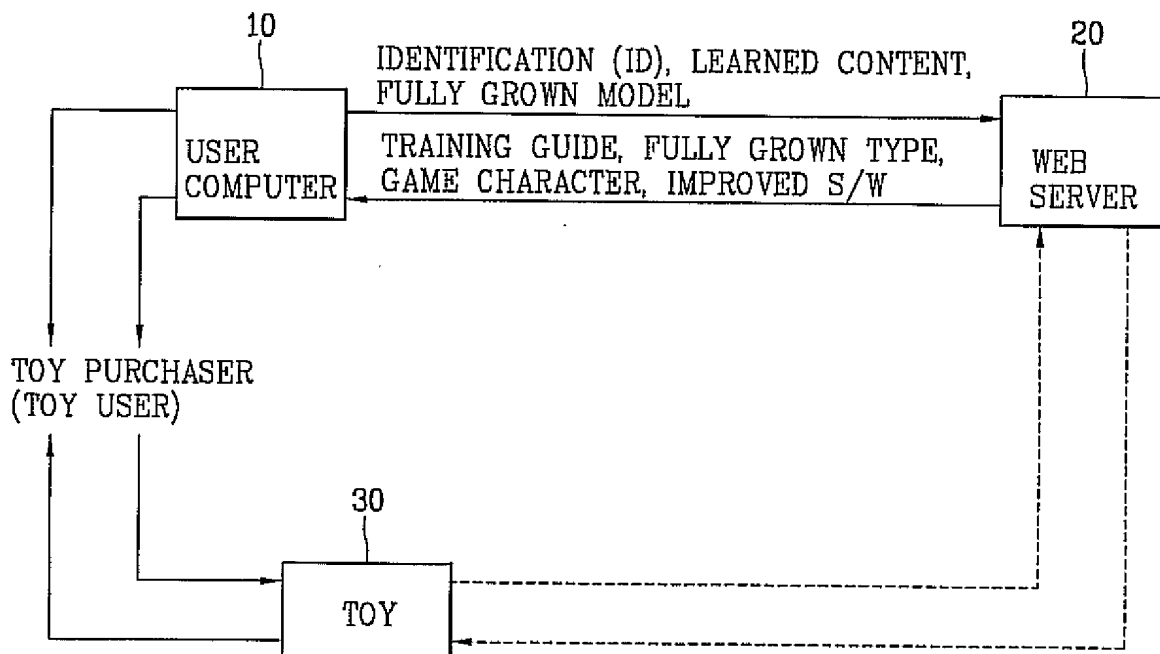 10
20
IDENTIFICATION (ID), LEARNED CONTENT,
FULLY GROWN MODEL
TRAINING GUIDE, FULLY GROWN TYPE,
GAME CHARACTER, IMPROVED S/W
USER
COMPUTER
WEB
SERVER
TOY PURCHASER
(TOY USER)
30
TOY